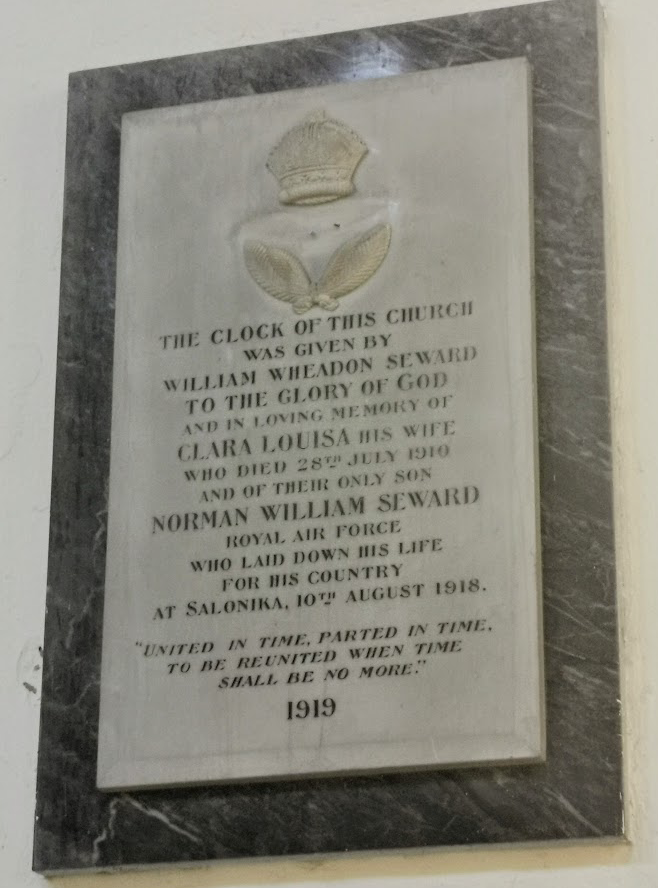 THE CLOCK OF THIS CHURCH
WAS GIVEN BY
WILLIAM WHEADON SEWARD
TO THE GLORY OF GOD
AND IN LOVING MEMORY OF
CLARA LOUISA HIS WIFE
WHO DIED 28TH JULY 1910
AND OF THEIR ONLY SON
NORMAN WILLIAM SEWARD
ROYAL AIR FORCE
WHO LAID DOWN HIS LIFE
FOR HIS COUNTRY
AT SALONIKA, 10TH AUGUST 1918.
"UNITED IN TIME, PARTED IN TIME,
TO BE REUNITED WHEN TIME
SHALL BE NO MORE."
1919